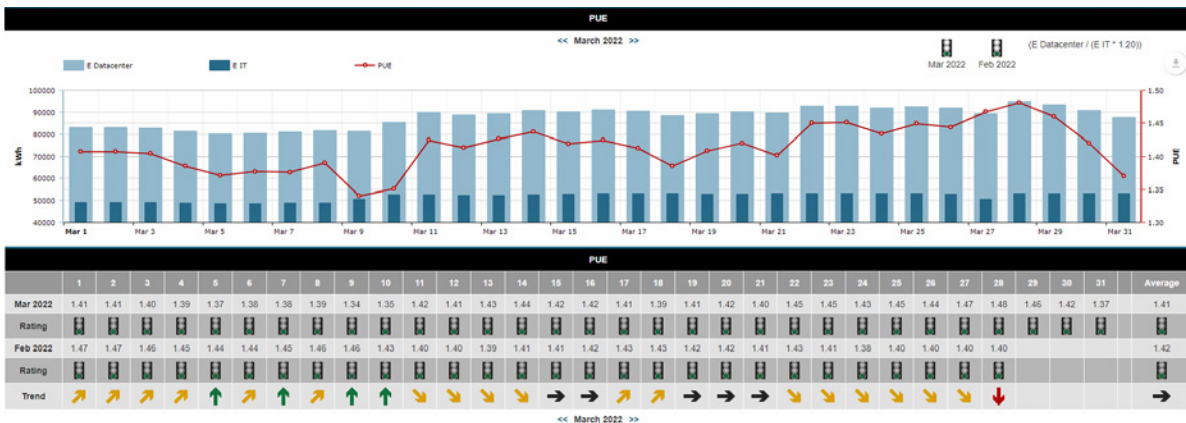 PUE
<< March 2022 >>
(E Datacenter / (E IT * 1.20))
Mar 2022 Feb 2022
E Datacenter E IT PUE
100000 1.50
90000 1.45
80000
70000 1.40
60000 1.35
50000
40000 1.30
kWh
PUE
Mar 1 Mar 3 Mar 5 Mar 7 Mar 9 Mar 11 Mar 13 Mar 15 Mar 17 Mar 19 Mar 21 Mar 23 Mar 25 Mar 27 Mar 29 Mar 31
PUE
1 2 3 4 5 6 7 8 9 10 11 12 13 14 15 16 17 18 19 20 21 22 23 24 25 26 27 28 29 30 31 Average
Mar 2022 1.41 1.41 1.40 1.39 1.37 1.38 1.38 1.39 1.34 1.35 1.42 1.41 1.43 1.44 1.42 1.42 1.41 1.39 1.41 1.42 1.40 1.45 1.45 1.43 1.45 1.44 1.47 1.48 1.46 1.42 1.37 1.41
Rating
Feb 2022 1.47 1.47 1.46 1.45 1.44 1.44 1.45 1.46 1.46 1.43 1.40 1.40 1.39 1.41 1.41 1.42 1.43 1.43 1.42 1.42 1.41 1.43 1.41 1.38 1.40 1.40 1.40 1.40 1.42
Rating
Trend
<< March 2022 >>